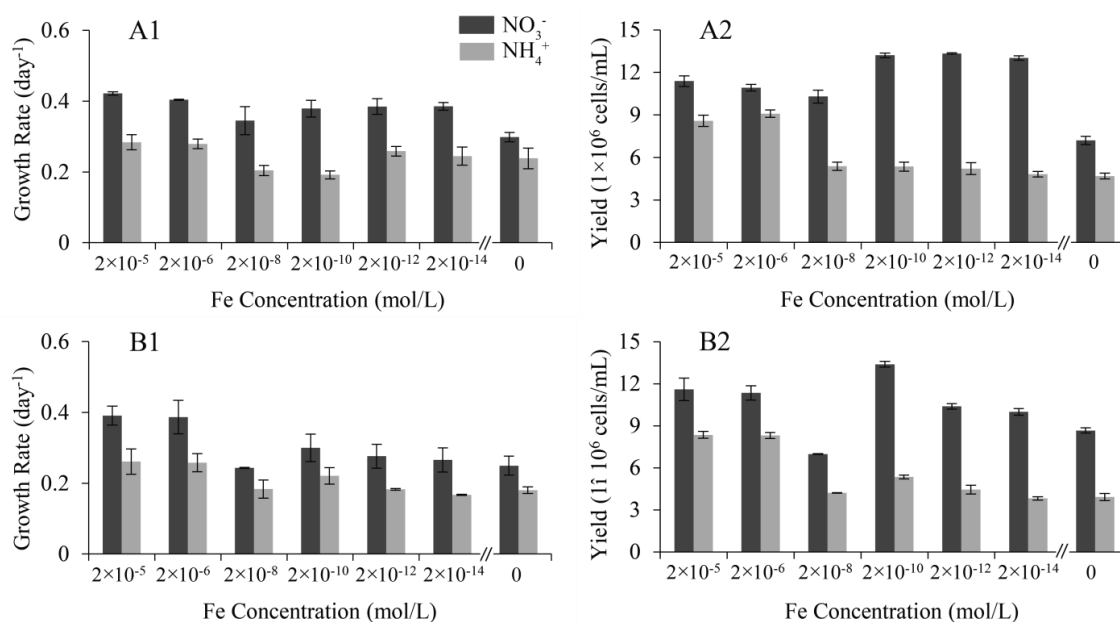 A1
NO₃⁻
NH₄⁺
Growth Rate (day⁻¹)
0.6
0.4
0.2
0
2×10⁻⁵ 2×10⁻⁶ 2×10⁻⁸ 2×10⁻¹⁰ 2×10⁻¹² 2×10⁻¹⁴ // 0
Fe Concentration (mol/L)
A2
Yield (1×10⁶ cells/mL)
15
12
9
6
3
0
2×10⁻⁵ 2×10⁻⁶ 2×10⁻⁸ 2×10⁻¹⁰ 2×10⁻¹² 2×10⁻¹⁴ // 0
Fe Concentration (mol/L)
B1
Growth Rate (day⁻¹)
0.6
0.4
0.2
0
2×10⁻⁵ 2×10⁻⁶ 2×10⁻⁸ 2×10⁻¹⁰ 2×10⁻¹² 2×10⁻¹⁴ // 0
Fe Concentration (mol/L)
B2
Yield (1î 10⁶ cells/mL)
15
12
9
6
3
0
2×10⁻⁵ 2×10⁻⁶ 2×10⁻⁸ 2×10⁻¹⁰ 2×10⁻¹² 2×10⁻¹⁴ // 0
Fe Concentration (mol/L)